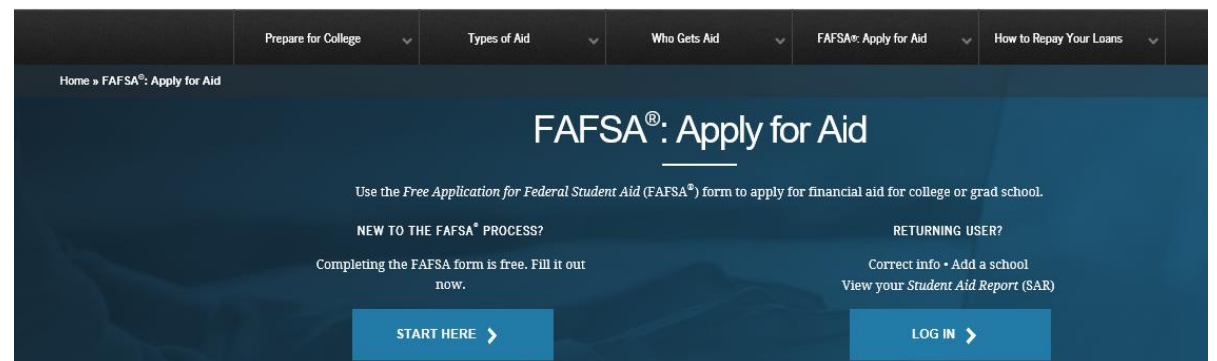 Prepare for College
Types of Aid
Who Gets Aid
FAFSA®: Apply for Aid
How to Repay Your Loans
Home » FAFSA®: Apply for Aid
FAFSA®: Apply for Aid
Use the Free Application for Federal Student Aid (FAFSA®) form to apply for financial aid for college or grad school.
NEW TO THE FAFSA® PROCESS?
Completing the FAFSA form is free. Fill it out
now.
START HERE
RETURNING USER?
Correct info • Add a school
View your Student Aid Report (SAR)
LOG IN